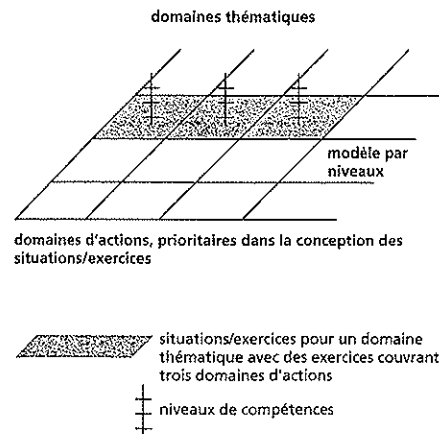 domaines thématiques
modèle par
niveaux
domaines d'actions, prioritaires dans la conception des
situations/exercices
situations/exercices pour un domaine
thématique avec des exercices couvrant
trois domaines d'actions
niveaux de compétences